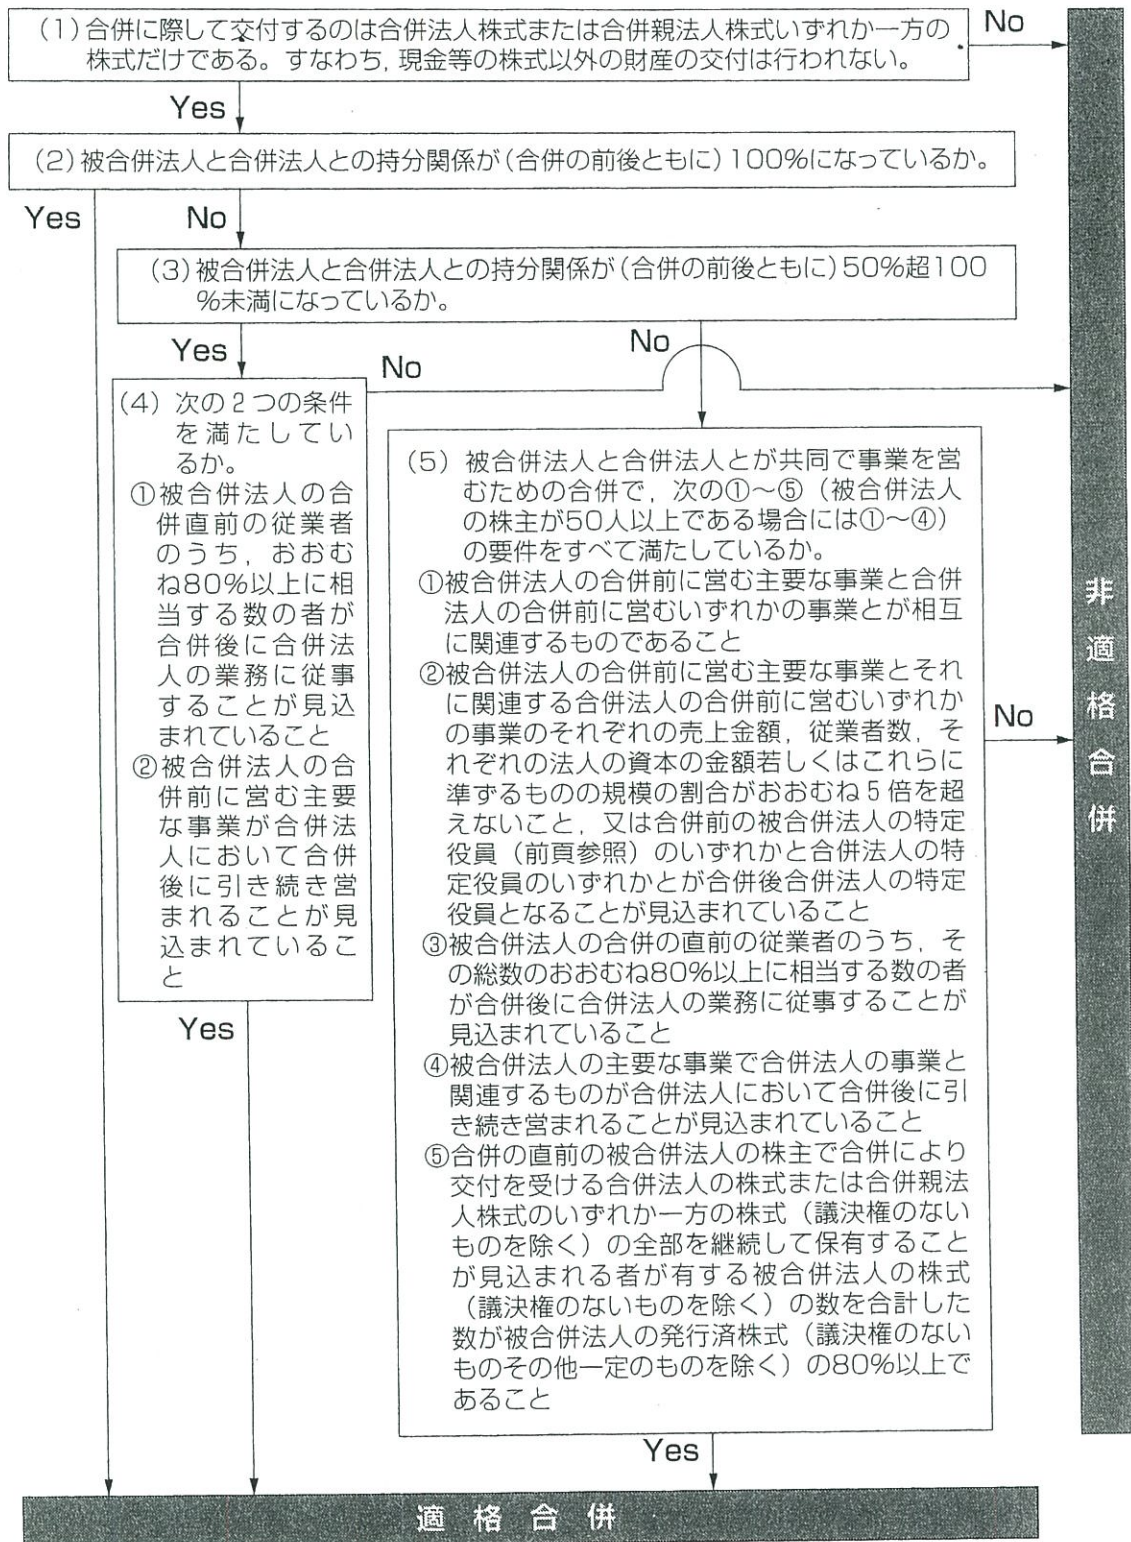 (1)合併に際して交付するのは合併法人株式または合併親法人株式いずれか一方の
株式だけである。すなわち,現金等の株式以外の財産の交付は行われない。
No
Yes
(2)被合併法人と合併法人との持分関係が(合併の前後ともに)100%になっているか。
Yes
No
(3)被合併法人と合併法人との持分関係が(合併の前後ともに)50%超100
%未満になっているか。
Yes
No
No
(4) 次の2つの条件
を満たしてい
るか。
①被合併法人の合
併直前の従業者
のうち,おおむ
ね80%以上に相
当する数の者が
合併後に合併法
人の業務に従事
することが見込
まれていること
②被合併法人の合
併前に営む主要
な事業が合併法
人において合併
後に引き続き営
まれることが見
込まれているこ
と
Yes
(5) 被合併法人と合併法人とが共同で事業を営
むための合併で,次の①~⑤(被合併法人
の株主が50人以上である場合には①~④)
の要件をすべて満たしているか。
①被合併法人の合併前に営む主要な事業と合併
法人の合併前に営むいずれかの事業とが相互
に関連するものであること
②被合併法人の合併前に営む主要な事業とそれ
に関連する合併法人の合併前に営むいずれか
の事業のそれぞれの売上金額,従業者数,そ
れぞれの法人の資本の金額若しくはこれらに
準ずるものの規模の割合がおおむね5倍を超
えないこと,又は合併前の被合併法人の特定
役員(前頁参照)のいずれかと合併法人の特
定役員のいずれかとが合併後合併法人の特定
役員となることが見込まれていること
③被合併法人の合併の直前の従業者のうち,そ
の総数のおおむね80%以上に相当する数の者
が合併後に合併法人の業務に従事することが
見込まれていること
④被合併法人の主要な事業で合併法人の事業と
関連するものが合併法人において合併後に引
き続き営まれることが見込まれていること
⑤合併の直前の被合併法人の株主で合併により
交付を受ける合併法人の株式または合併親法
人株式のいずれか一方の株式(議決権のない
ものを除く)の全部を継続して保有すること
が見込まれる者が有する被合併法人の株式
(議決権のないものを除く)の数を合計した
数が被合併法人の発行済株式(議決権のない
ものその他一定のものを除く)の80%以上で
あること
No
Yes
非適格合併
適格合併